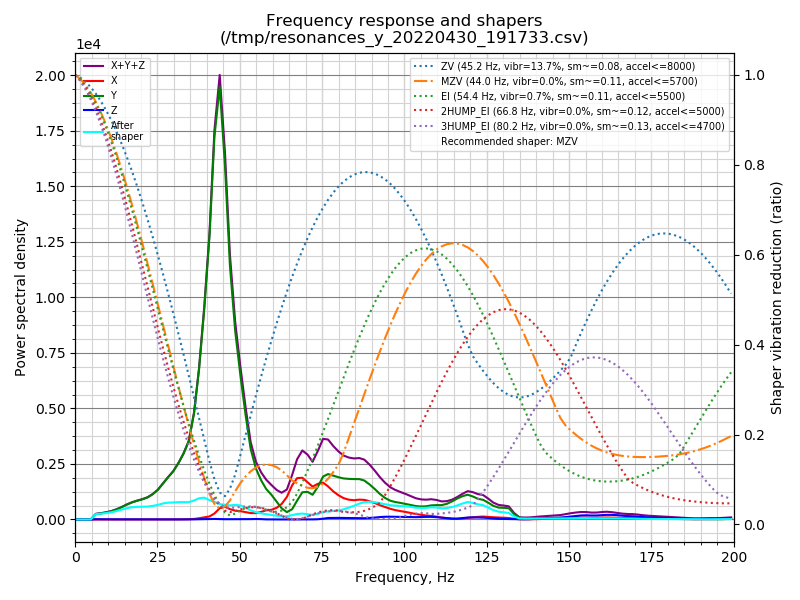 Frequency response and shapers
(/tmp/resonances_y_20220430_191733.csv)
1e4
X+Y+Z
X
Y
Z
After
shaper
ZV (45.2 Hz, vibr=13.7%, sm~=0.08, accel<=8000)
MZV (44.0 Hz, vibr=0.0%, sm~=0.11, accel<=5700)
EI (54.4 Hz, vibr=0.7%, sm~=0.11, accel<=5500)
2HUMP_EI (66.8 Hz, vibr=0.0%, sm~=0.12, accel<=5000)
3HUMP_EI (80.2 Hz, vibr=0.0%, sm~=0.13, accel<=4700)
Recommended shaper: MZV
Power spectral density
2.00
1.75
1.50
1.25
1.00
0.75
0.50
0.25
0.00
1.0
0.8
0.6
0.4
0.2
0.0
Shaper vibration reduction (ratio)
0
25
50
75
100
125
150
175
200
Frequency, Hz